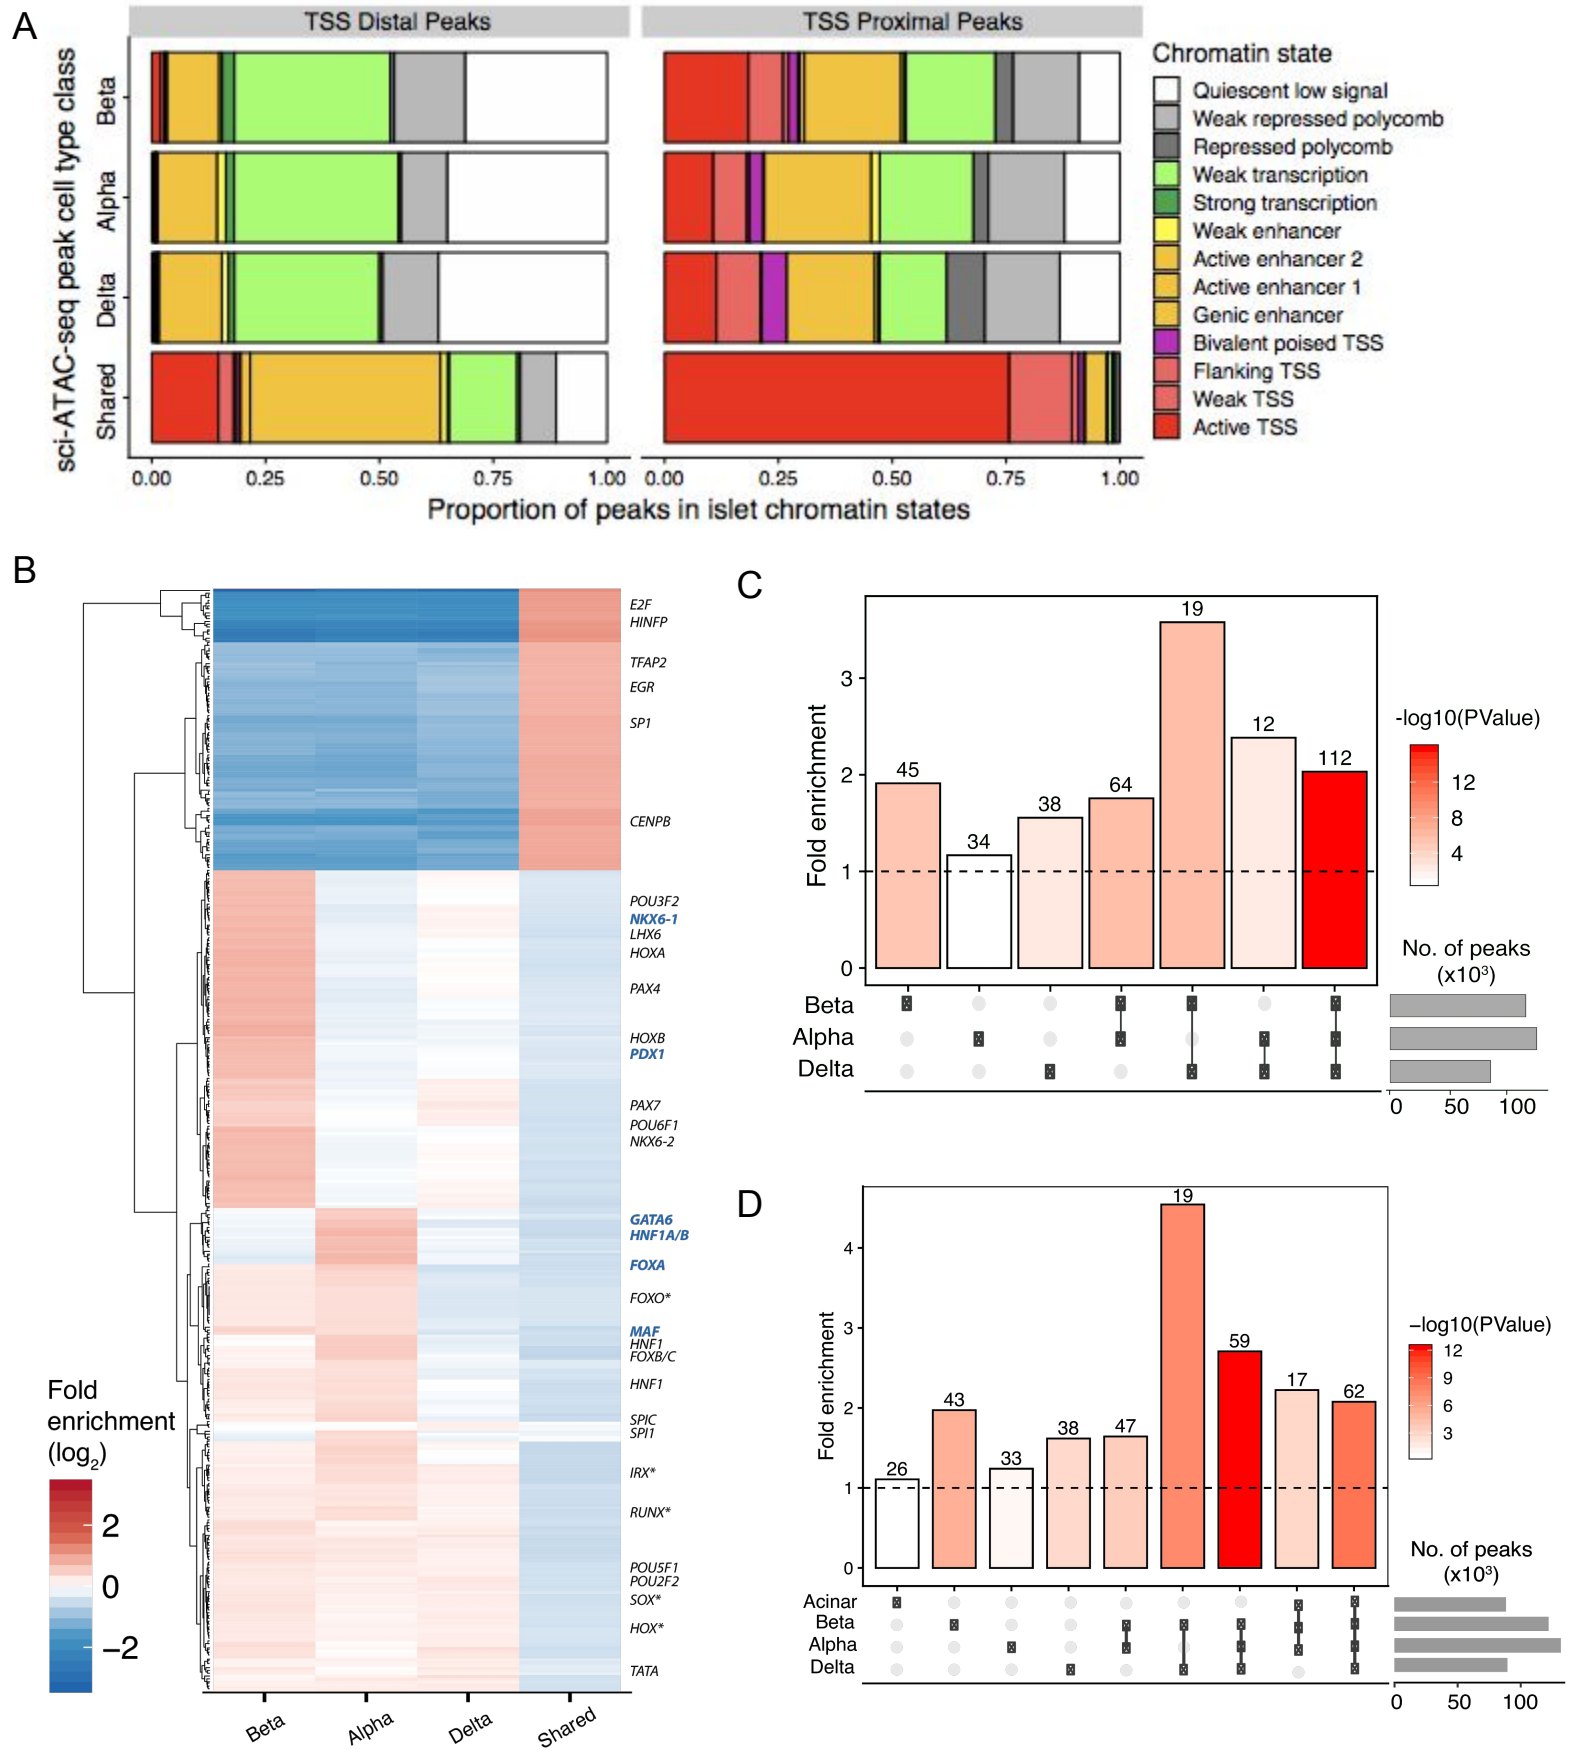 A
TSS Distal Peaks
TSS Proximal Peaks
sci-ATAC-seq peak cell type class
Beta
Alpha
Delta
Shared
0.00 0.25 0.50 0.75 1.00
0.00 0.25 0.50 0.75 1.00
Proportion of peaks in islet chromatin states
Chromatin state
Quiescent low signal
Weak repressed polycomb
Repressed polycomb
Weak transcription
Strong transcription
Weak enhancer
Active enhancer 2
Active enhancer 1
Genic enhancer
Bivalent poised TSS
Flanking TSS
Weak TSS
Active TSS
B
E2F
HINFP
TFAP2
EGR
SP1
CENPB
POU3F2
NKX6-1
LHX6
HOXA
PAX4
HOXB
PDX1
PAX7
POU6F1
NKX6-2
GATA6
HNF1A/B
FOXA
FOXO*
MAF
HNF1
FOXB/C
HNF1
SPIC
SPI1
IRX*
RUNX*
POU5F1
POU2F2
SOX*
HOX*
TATA
Fold
enrichment
(log2)
2
0
−2
Beta
Alpha
Delta
Shared
C
Fold enrichment
3
2
1
0
45
34
38
64
19
12
112
Beta
Alpha
Delta
-log10(PValue)
12
8
4
No. of peaks
(x10³)
0 50 100
D
Fold enrichment
4
3
2
1
0
26
43
33
38
47
19
59
17
62
Acinar
Beta
Alpha
Delta
−log10(PValue)
12
9
6
3
No. of peaks
(x10³)
0 50 100